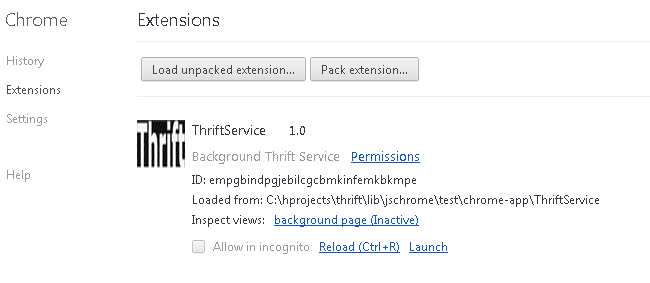 Chrome
Extensions
History
Extensions
Settings
Help
Load unpacked extension...
Pack extension...
Thrift
ThriftService 1.0
Background Thrift Service Permissions
ID: empgbindpgjebilcgcbmkinfemkbkmpe
Loaded from: C:\hprojects\thrift\lib\jschrome\test\chrome-app\ThriftService
Inspect views: background page (Inactive)
Allow in incognito Reload (Ctrl+R) Launch